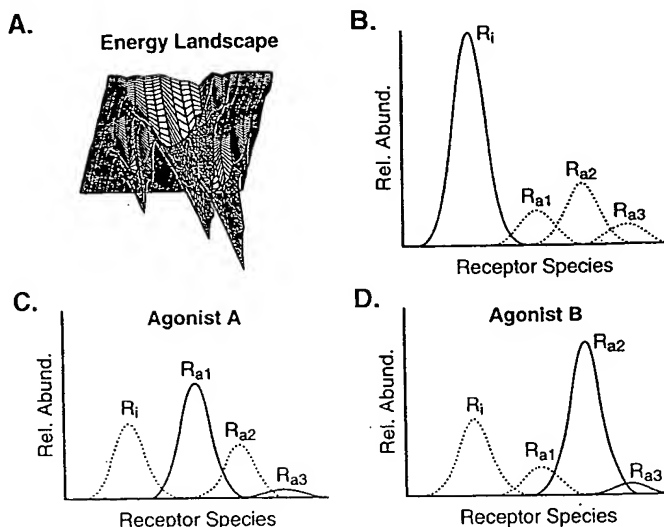 A.
Energy Landscape
B.
Rel. Abund.
Ri
Ra1
Ra2
Ra3
Receptor Species
C.
Agonist A
Rel. Abund.
Ri
Ra1
Ra2
Ra3
Receptor Species
D.
Agonist B
Rel. Abund.
Ri
Ra1
Ra2
Ra3
Receptor Species